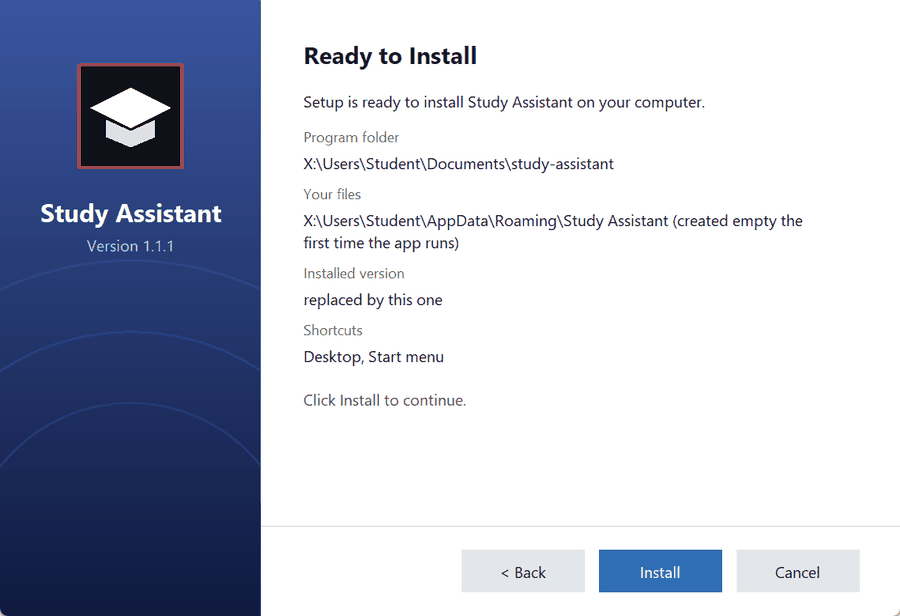 Study Assistant
Version 1.1.1
Ready to Install
Setup is ready to install Study Assistant on your computer.
Program folder
X:\Users\Student\Documents\study-assistant
Your files
X:\Users\Student\AppData\Roaming\Study Assistant (created empty the
first time the app runs)
Installed version
replaced by this one
Shortcuts
Desktop, Start menu
Click Install to continue.
< Back
Install
Cancel